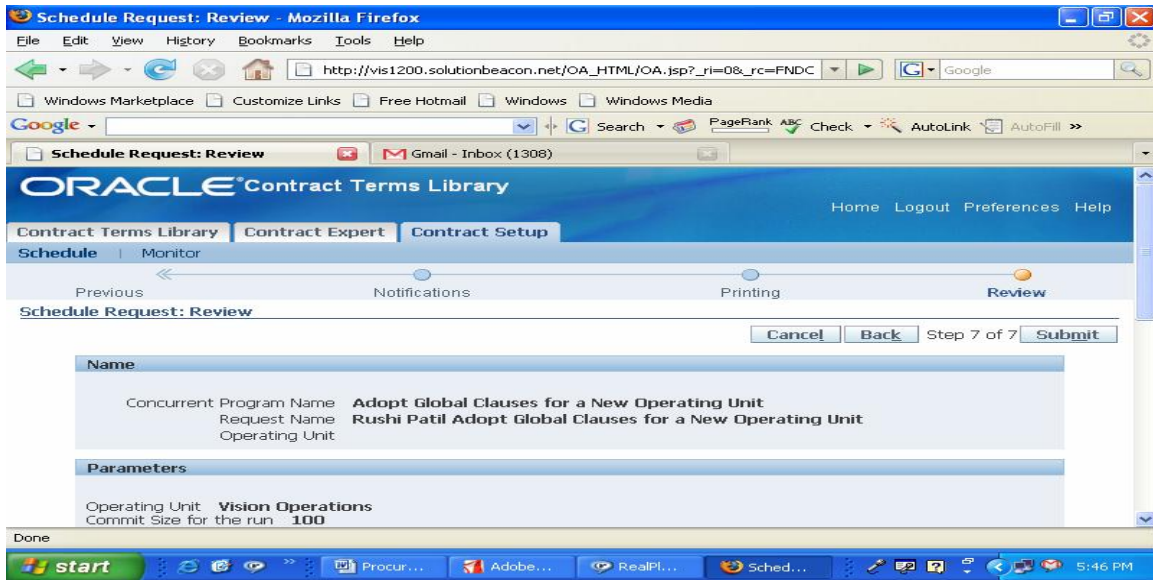 Schedule Request: Review - Mozilla Firefox
File Edit View History Bookmarks Tools Help
http://vis1200.solutionbeacon.net/OA_HTML/OA.jsp?_ri=0&_rc=FNDC
Google
Windows Marketplace Customize Links Free Hotmail Windows Windows Media
Google Search PageRank ABC Check AutoLink AutoFill »
Schedule Request: Review Gmail - Inbox (1308)
ORACLE® Contract Terms Library
Home Logout Preferences Help
Contract Terms Library Contract Expert Contract Setup
Schedule | Monitor
Previous Notifications Printing Review
Schedule Request: Review
Cancel Back Step 7 of 7 Submit
Name
Concurrent Program Name Adopt Global Clauses for a New Operating Unit
Request Name Rushi Patil Adopt Global Clauses for a New Operating Unit
Operating Unit
Parameters
Operating Unit Vision Operations
Commit Size for the run 100
Done
start » Procur... Adobe... RealPl... Sched... 5:46 PM